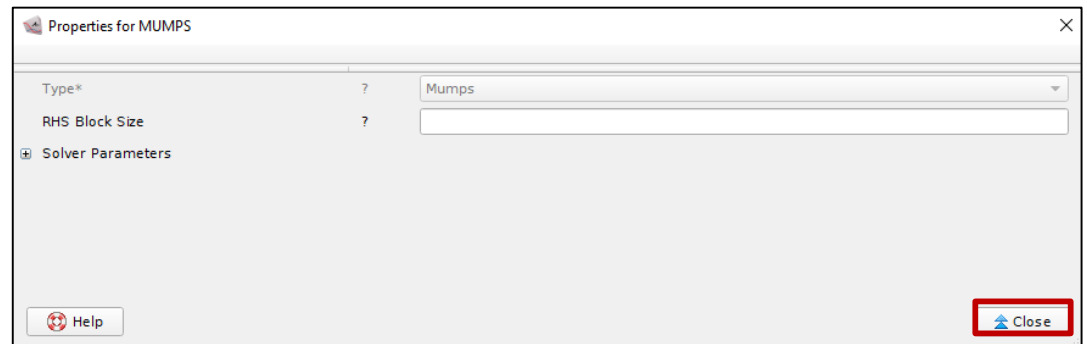 Properties for MUMPS
Type* ? Mumps
RHS Block Size ?
Solver Parameters
Help Close